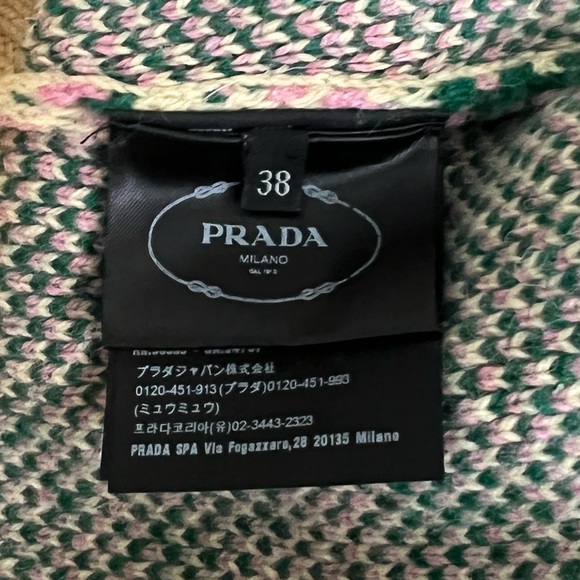 38
PRADA
MILANO
プラダジャパン株式会社
0120-451-913(プラダ)0120-451-993
(ミュウミュウ)
프라다코리아(유)02-3443-2323
PRADA SPA Via Fogazzaro,28 20135 Milano